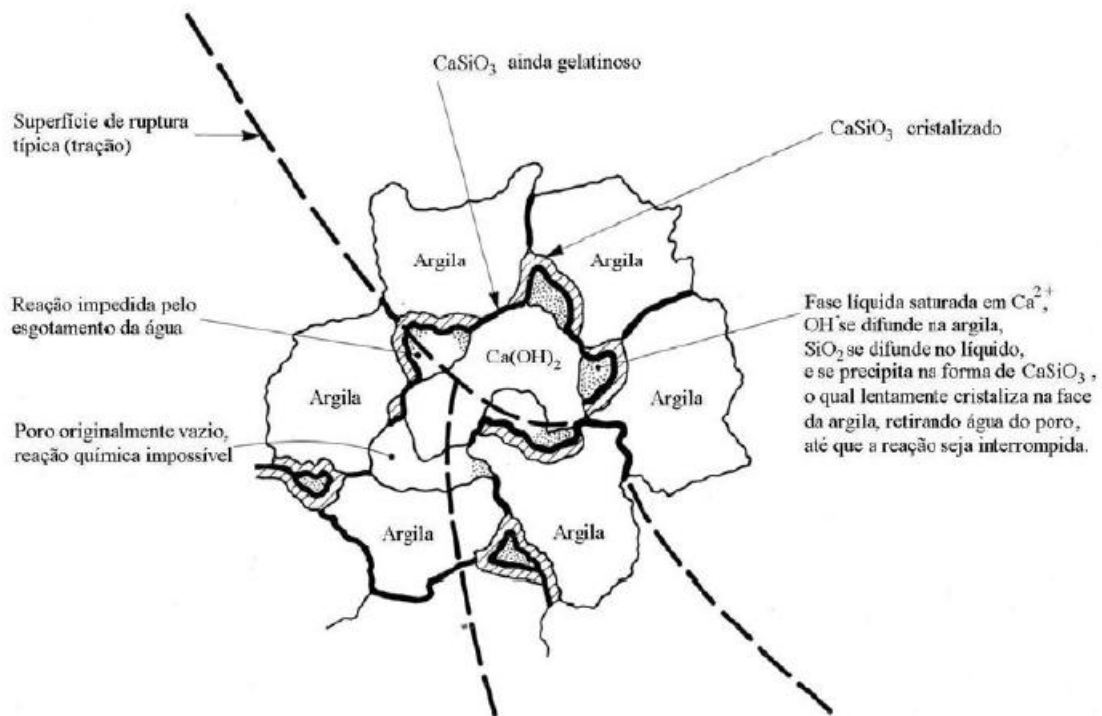 CaSiO3 ainda gelatinoso
Superfície de ruptura
típica (tração)
CaSiO3 cristalizado
Argila
Argila
Reação impedida pelo
esgotamento da água
Ca(OH)2
Fase líquida saturada em Ca2+,
OH- se difunde na argila,
SiO2 se difunde no líquido,
e se precipita na forma de CaSiO3 ,
o qual lentamente cristaliza na face
da argila, retirando água do poro,
até que a reação seja interrompida.
Argila
Argila
Poro originalmente vazio,
reação química impossível
Argila
Argila